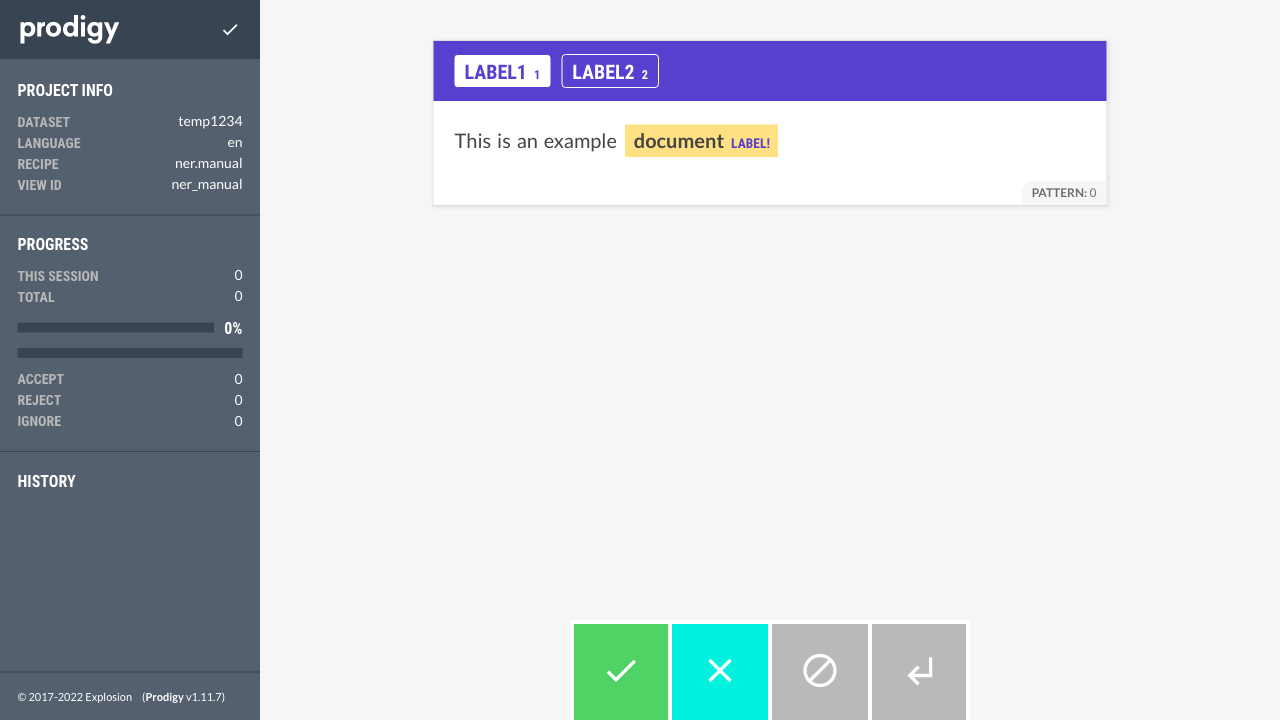 prodigy
PROJECT INFO
DATASET temp1234
LANGUAGE en
RECIPE ner.manual
VIEW ID ner_manual
PROGRESS
THIS SESSION 0
TOTAL 0
0%
ACCEPT 0
REJECT 0
IGNORE 0
HISTORY
© 2017-2022 Explosion (Prodigy v1.11.7)
LABEL1 1 LABEL2 2
This is an example document LABEL!
PATTERN: 0